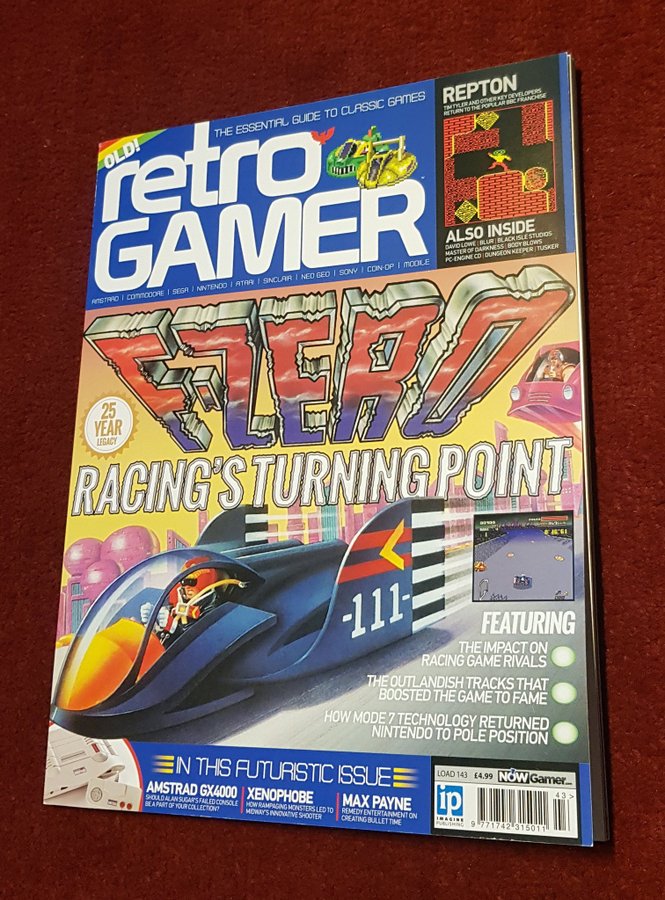 OLD!
THE ESSENTIAL GUIDE TO CLASSIC GAMES
retro
GAMER
AMSTRAD | COMMODORE | SEGA | NINTENDO | ATARI | SINCLAIR | NEO GEO | SONY | COIN-OP | MOBILE
REPTON
TIM TYLER AND OTHER KEY DEVELOPERS
RETURN TO THE POPULAR BBC FRANCHISE
ALSO INSIDE
DAVID LOWE | BLUR | BLACK ISLE STUDIOS
MASTER OF DARKNESS | BODY BLOWS
PC-ENGINE CD | DUNGEON KEEPER | TUSKER
F-ZERO
25
YEAR
LEGACY
RACING'S TURNING POINT
-111-
FEATURING
THE IMPACT ON
RACING GAME RIVALS
THE OUTLANDISH TRACKS THAT
BOOSTED THE GAME TO FAME
HOW MODE 7 TECHNOLOGY RETURNED
NINTENDO TO POLE POSITION
IN THIS FUTURISTIC ISSUE
AMSTRAD GX4000
SHOULD ALAN SUGAR'S FAILED CONSOLE
BE A PART OF YOUR COLLECTION?
XENOPHOBE
HOW RAMPAGING MONSTERS LED TO
MIDWAY'S INNOVATIVE SHOOTER
MAX PAYNE
REMEDY ENTERTAINMENT ON
CREATING BULLET TIME
LOAD 143 £4.99 NOWGamer.com
ip
IMAGINE
PUBLISHING
43>
9 771742 315011